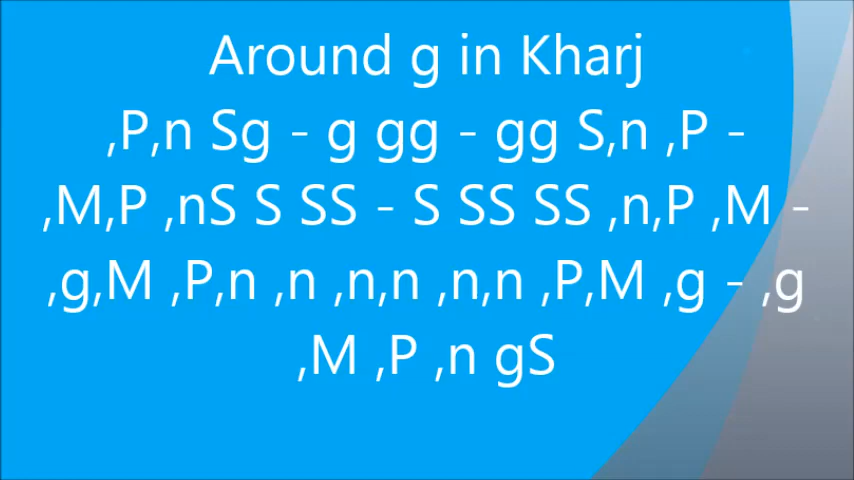 Around g in Kharj
,P,n Sg - g gg - gg S,n ,P -
,M,P ,nS S SS - S SS SS ,n,P ,M -
,g,M ,P,n ,n ,n,n ,n,n ,P,M ,g - ,g
,M ,P ,n gS